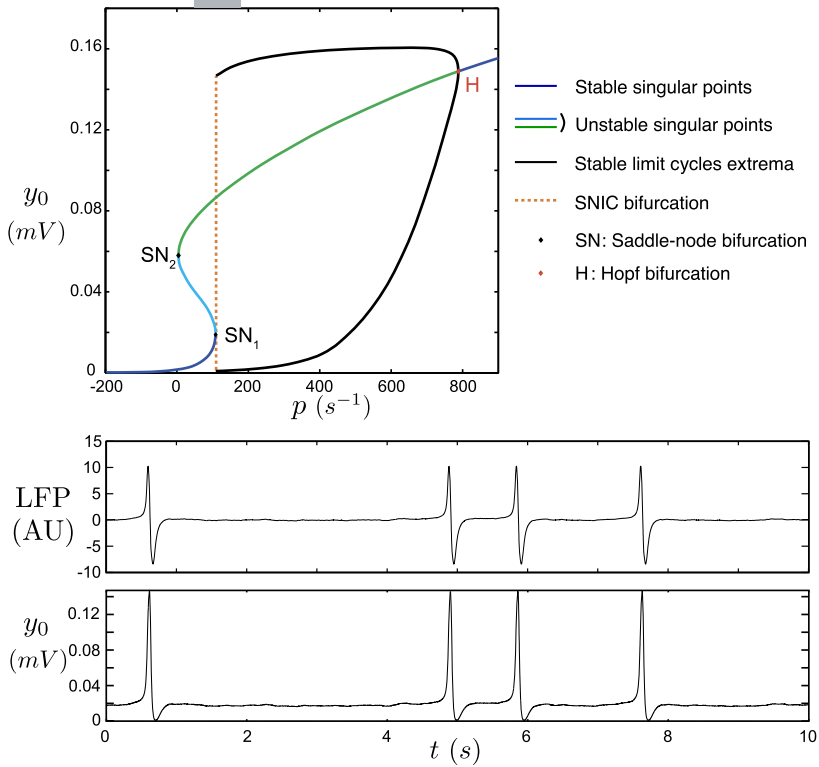 0.16
0.12
0.08
0.04
0
y0
(mV)
SN2
SN1
H
-200
0
200
400
600
800
p (s−1)
Stable singular points
Unstable singular points
Stable limit cycles extrema
SNIC bifurcation
SN: Saddle-node bifurcation
H: Hopf bifurcation
15
10
5
0
-5
-10
LFP
(AU)
0.12
0.04
0
y0
(mV)
0
2
4
6
8
10
t (s)